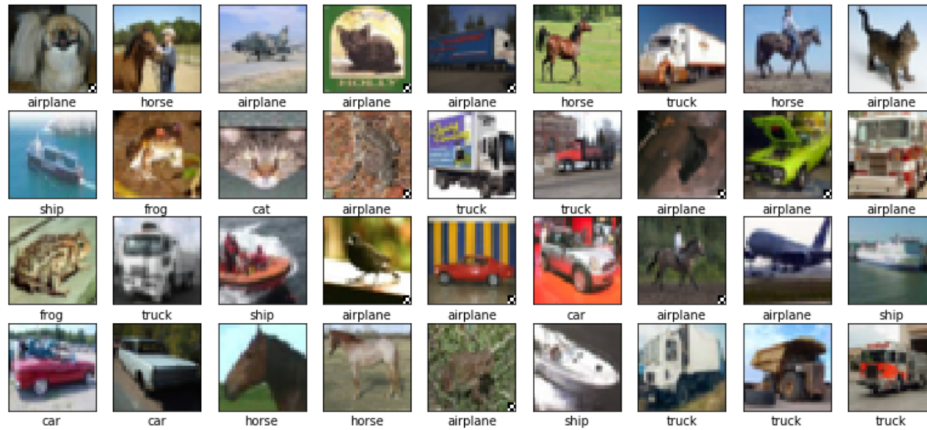 airplane horse airplane airplane airplane horse truck horse airplane
ship frog cat airplane truck truck airplane airplane airplane
frog truck ship airplane airplane car airplane airplane ship
car car horse horse airplane ship truck truck truck